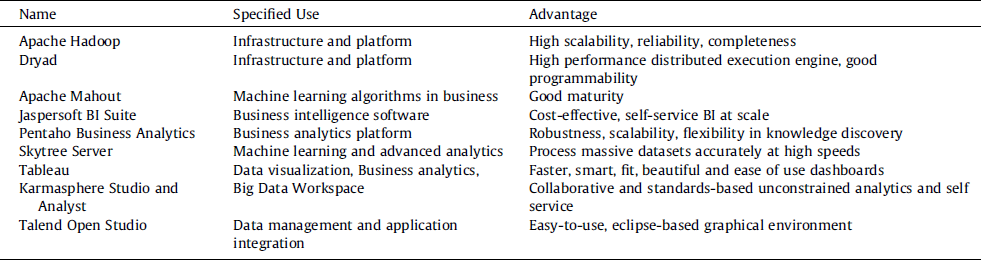 Name Specified Use Advantage
Apache Hadoop Infrastructure and platform High scalability, reliability, completeness
Dryad Infrastructure and platform High performance distributed execution engine, good
programmability
Apache Mahout Machine learning algorithms in business Good maturity
Jaspersoft BI Suite Business intelligence software Cost-effective, self-service BI at scale
Pentaho Business Analytics Business analytics platform Robustness, scalability, flexibility in knowledge discovery
Skytree Server Machine learning and advanced analytics Process massive datasets accurately at high speeds
Tableau Data visualization, Business analytics, Faster, smart, fit, beautiful and ease of use dashboards
Karmasphere Studio and Big Data Workspace Collaborative and standards-based unconstrained analytics and self
Analyst service
Talend Open Studio Data management and application Easy-to-use, eclipse-based graphical environment
integration